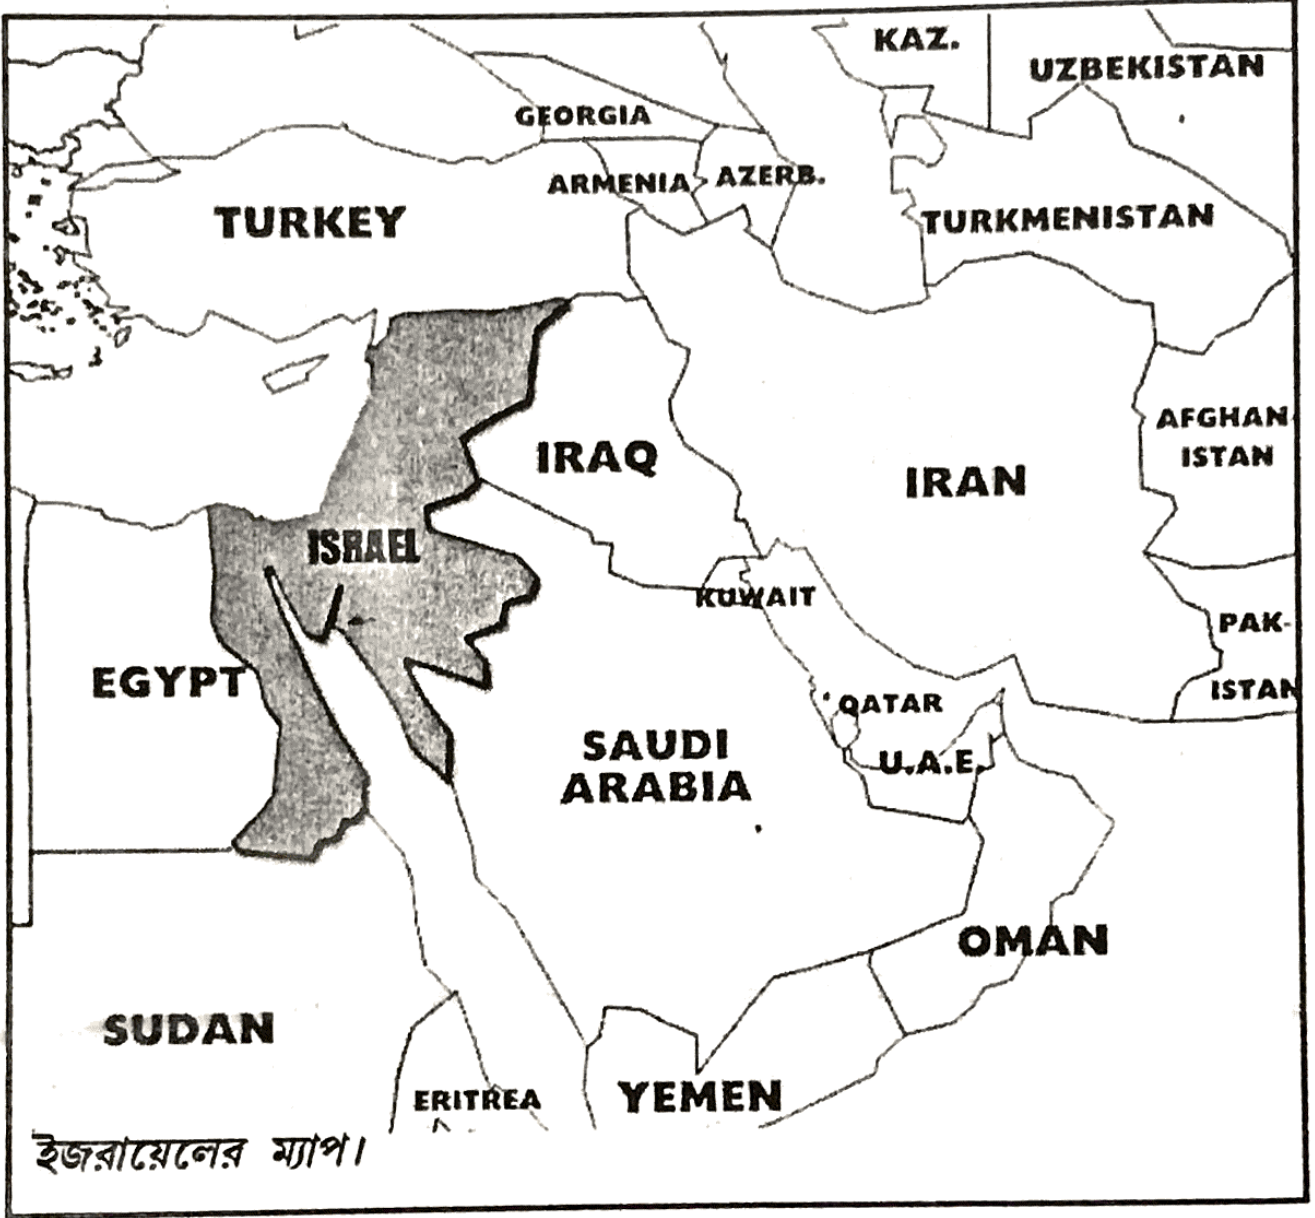 KAZ.
UZBEKISTAN
GEORGIA
ARMENIA
AZERB.
TURKEY
TURKMENISTAN
AFGHAN
ISTAN
IRAQ
IRAN
ISRAEL
KUWAIT
PAK-
ISTAN
EGYPT
QATAR
SAUDI
ARABIA
U.A.E.
OMAN
SUDAN
ERITREA
YEMEN
ইজরায়েলের ম্যাপ।